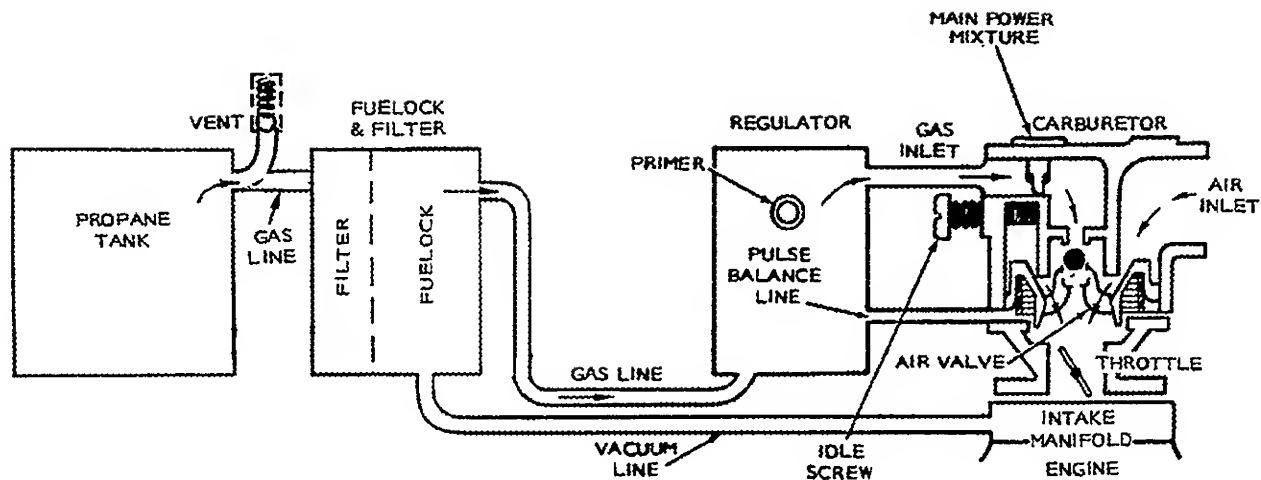 MAIN POWER
MIXTURE
VENT
FUELOCK
& FILTER
REGULATOR
GAS
INLET
CARBURETOR
PRIMER
AIR
INLET
PROPANE
TANK
GAS
LINE
FILTER
FUELOCK
PULSE
BALANCE
LINE
GAS LINE
AIR VALVE
THROTTLE
VACUUM
LINE
IDLE
SCREW
INTAKE
MANIFOLD
ENGINE